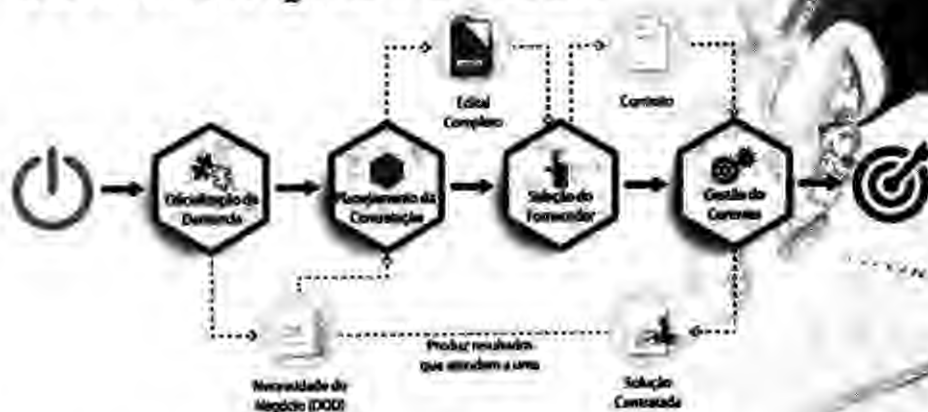 Edital
Completo
Contrato
Oficialização da
Demanda
Planejamento da
Contratação
Seleção do
Fornecedor
Gestão do
Contrato
Produz resultados
que atendem a uma
Necessidade do
Negócio (DOD)
Solução
Contratada